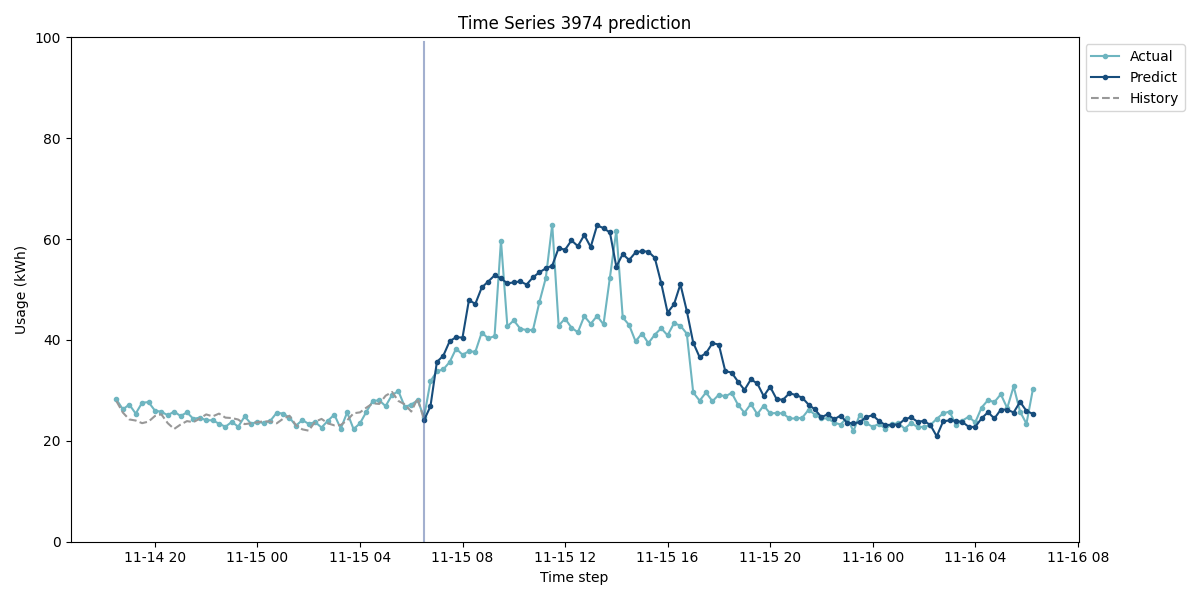 Time Series 3974 prediction
100
80
60
40
20
0
Usage (kWh)
11-14 20
11-15 00
11-15 04
11-15 08
11-15 12
11-15 16
11-15 20
11-16 00
11-16 04
11-16 08
Time step
Actual
Predict
History